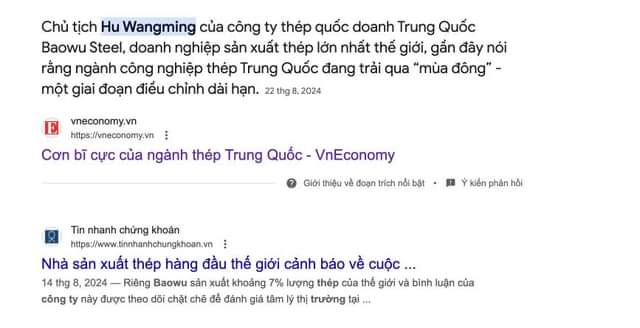 Chủ tịch Hu Wangming của công ty thép quốc doanh Trung Quốc
Baowu Steel, doanh nghiệp sản xuất thép lớn nhất thế giới, gần đây nói
rằng ngành công nghiệp thép Trung Quốc đang trải qua “mùa đông” -
một giai đoạn điều chỉnh dài hạn. 22 thg 8, 2024
vneconomy.vn
https://vneconomy.vn
Cơn bĩ cực của ngành thép Trung Quốc - VnEconomy
Giới thiệu về đoạn trích nổi bật • Ý kiến phản hồi
Tin nhanh chứng khoán
https://www.tinnhanhchungkhoan.vn
Nhà sản xuất thép hàng đầu thế giới cảnh báo về cuộc ...
14 thg 8, 2024 — Riêng Baowu sản xuất khoảng 7% lượng thép của thế giới và bình luận của
công ty này được theo dõi chặt chẽ để đánh giá tâm lý thị trường tại ...